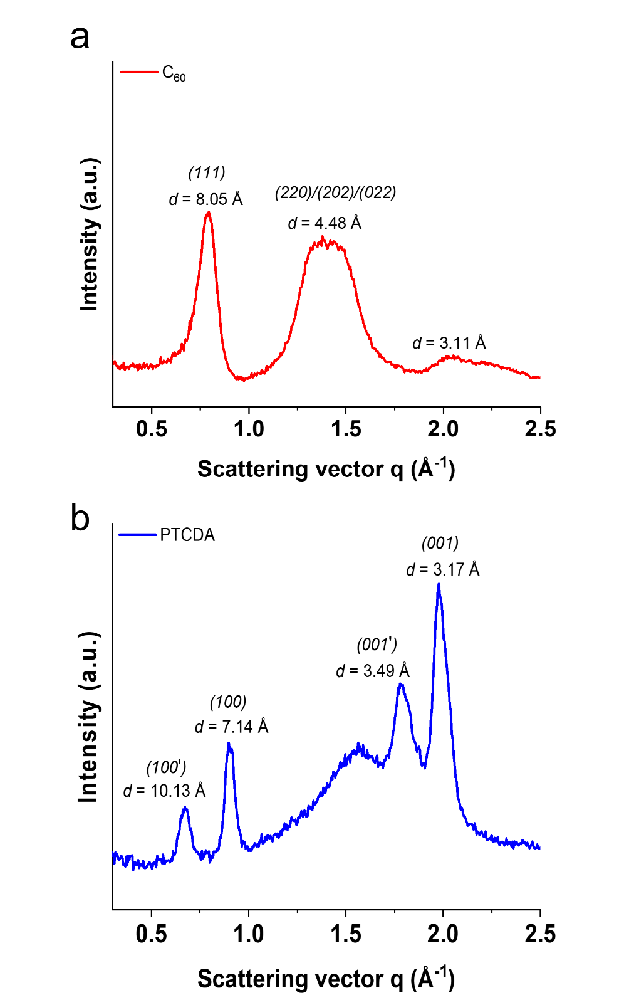 a
C₆₀
(111)
d = 8.05 Å
(220)/(202)/(022)
d = 4.48 Å
d = 3.11 Å
Intensity (a.u.)
0.5 1.0 1.5 2.0 2.5
Scattering vector q (Å⁻¹)
b
PTCDA
(001)
d = 3.17 Å
(001')
d = 3.49 Å
(100)
d = 7.14 Å
(100')
d = 10.13 Å
Intensity (a.u.)
0.5 1.0 1.5 2.0 2.5
Scattering vector q (Å⁻¹)